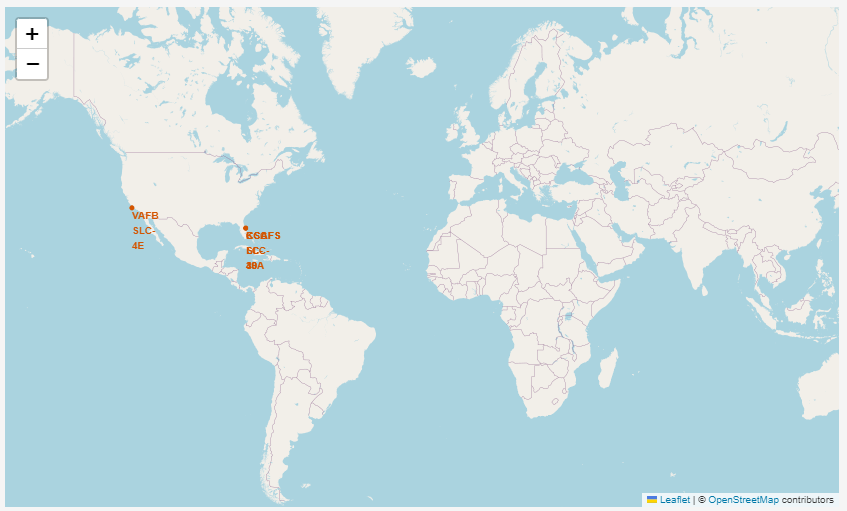 +
−
VAFB
SLC-
4E
Leaflet | © OpenStreetMap contributors